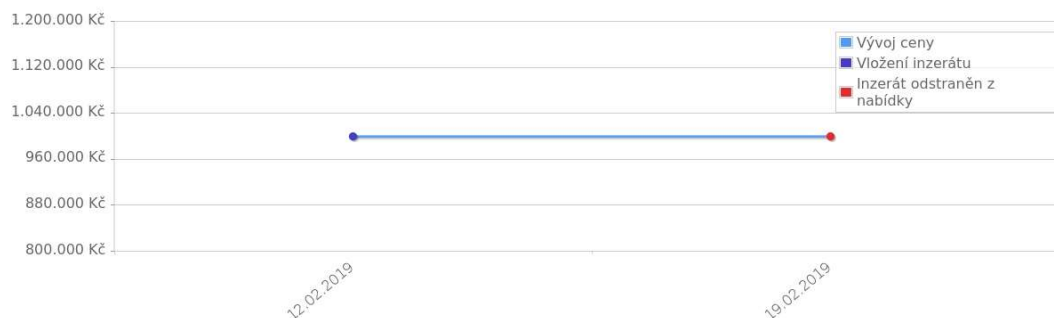 1.200.000 Kč
1.120.000 Kč
1.040.000 Kč
960.000 Kč
880.000 Kč
800.000 Kč
Vývoj ceny
Vložení inzerátu
Inzerát odstraněn z
nabídky
12.02.2019
19.02.2019